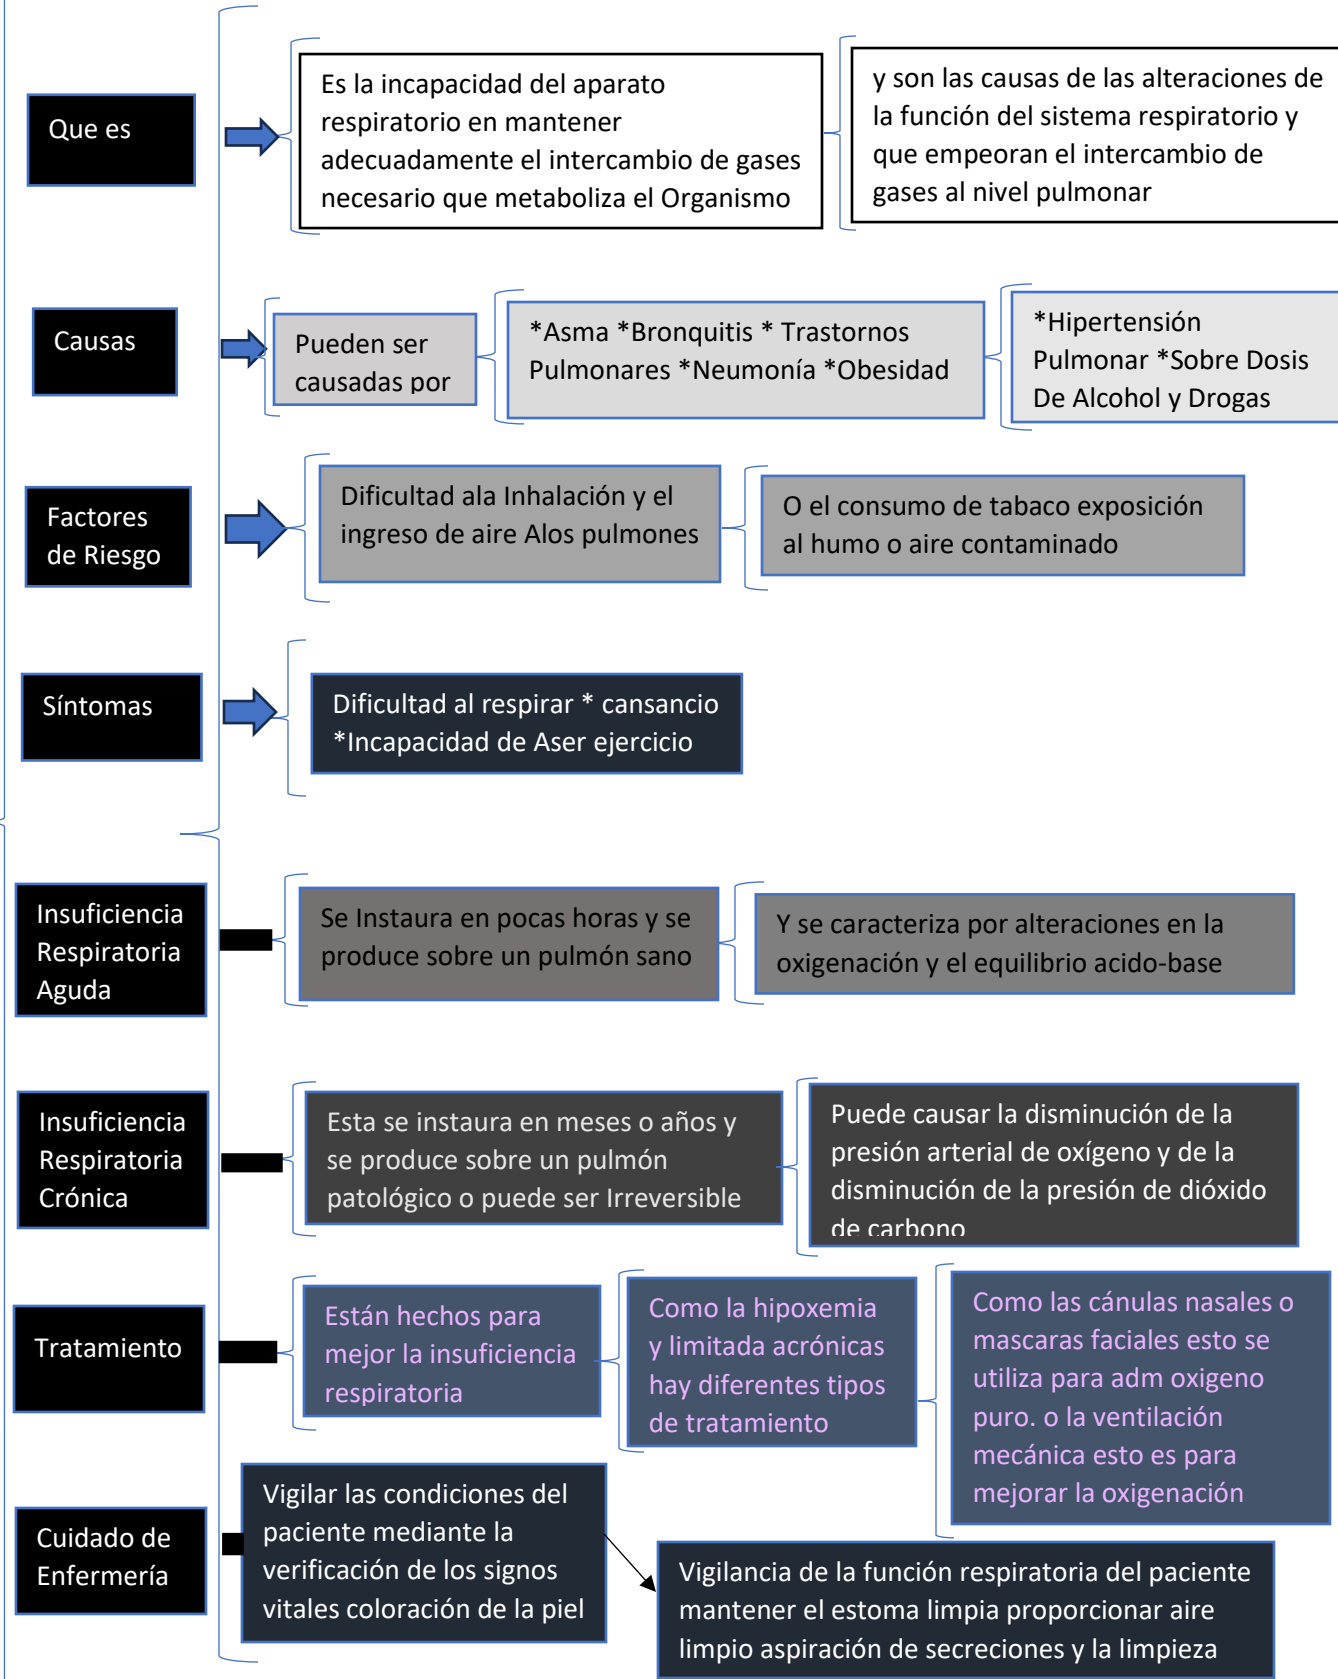 Que es
Es la incapacidad del aparato
respiratorio en mantener
adecuadamente el intercambio de gases
necesario que metaboliza el Organismo
y son las causas de las alteraciones de
la función del sistema respiratorio y
que empeoran el intercambio de
gases al nivel pulmonar
Causas
Pueden ser
causadas por
*Asma *Bronquitis * Trastornos
Pulmonares *Neumonía *Obesidad
*Hipertensión
Pulmonar *Sobre Dosis
De Alcohol y Drogas
Factores
de Riesgo
Dificultad ala Inhalación y el
ingreso de aire Alos pulmones
O el consumo de tabaco exposición
al humo o aire contaminado
Síntomas
Dificultad al respirar * cansancio
*Incapacidad de Aser ejercicio
Insuficiencia
Respiratoria
Aguda
Se Instaura en pocas horas y se
produce sobre un pulmón sano
Y se caracteriza por alteraciones en la
oxigenación y el equilibrio acido-base
Insuficiencia
Respiratoria
Crónica
Esta se instaura en meses o años y
se produce sobre un pulmón
patológico o puede ser Irreversible
Puede causar la disminución de la
presión arterial de oxígeno y de la
disminución de la presión de dióxido
de carbono
Tratamiento
Están hechos para
mejor la insuficiencia
respiratoria
Como la hipoxemia
y limitada acrónicas
hay diferentes tipos
de tratamiento
Como las cánulas nasales o
mascaras faciales esto se
utiliza para adm oxigeno
puro. o la ventilación
mecánica esto es para
mejorar la oxigenación
Cuidado de
Enfermería
Vigilar las condiciones del
paciente mediante la
verificación de los signos
vitales coloración de la piel
Vigilancia de la función respiratoria del paciente
mantener el estoma limpia proporcionar aire
limpio aspiración de secreciones y la limpieza